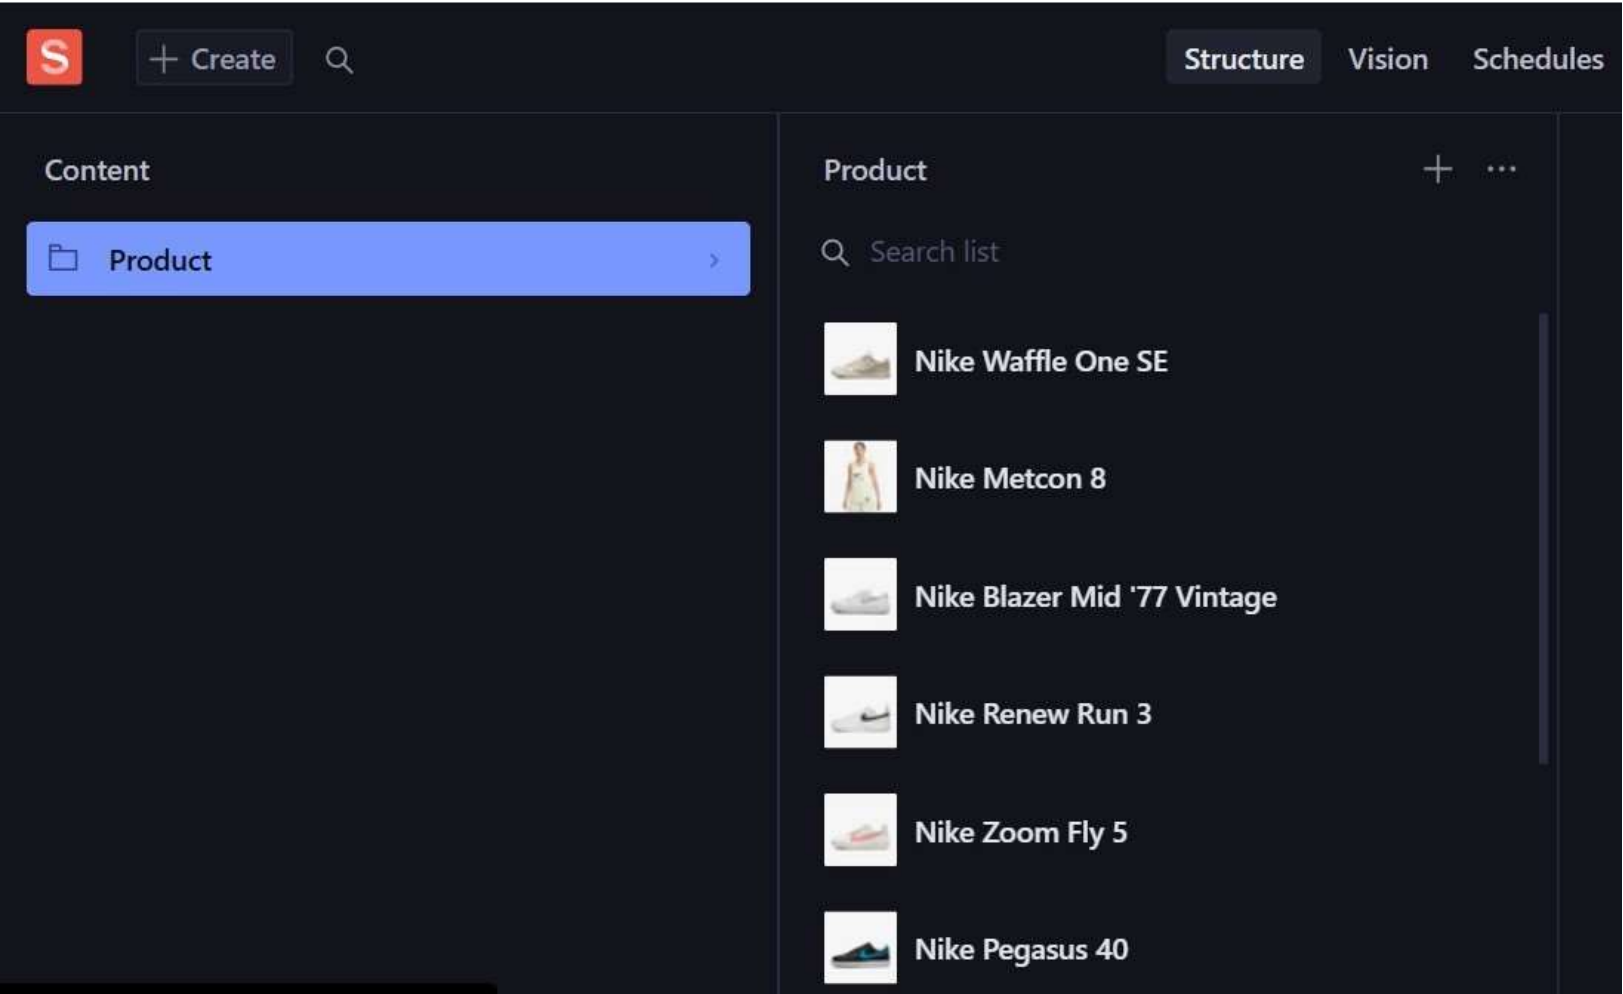 S
Create
Structure
Vision
Schedules
Content
Product
Product
Search list
Nike Waffle One SE
Nike Metcon 8
Nike Blazer Mid '77 Vintage
Nike Renew Run 3
Nike Zoom Fly 5
Nike Pegasus 40